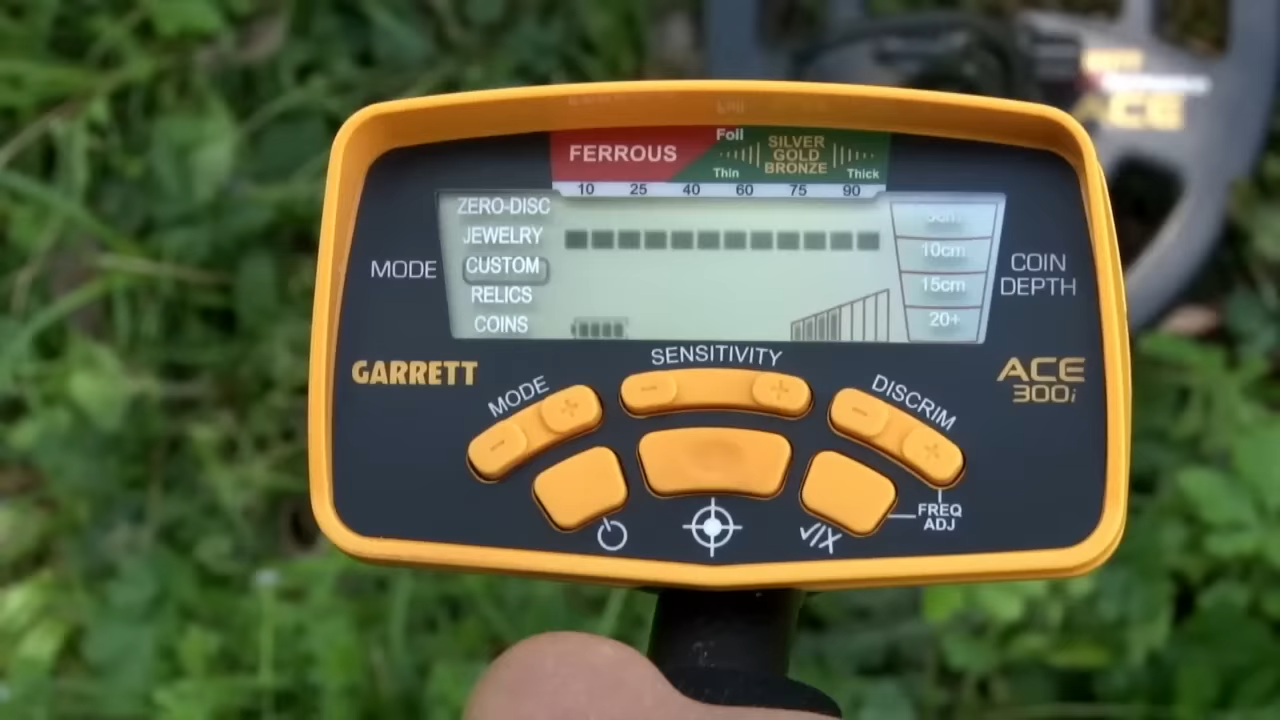 ACE
FERROUS
Foil
Thin
SILVER
GOLD
BRONZE
Thick
10 25 40 60 75 90
ZERO-DISC
JEWELRY
CUSTOM
RELICS
COINS
MODE
10cm
15cm
20+
COIN
DEPTH
GARRETT
ACE
300i
MODE
- +
SENSITIVITY
- +
DISCRIM
- +
√/X
FREQ
ADJ